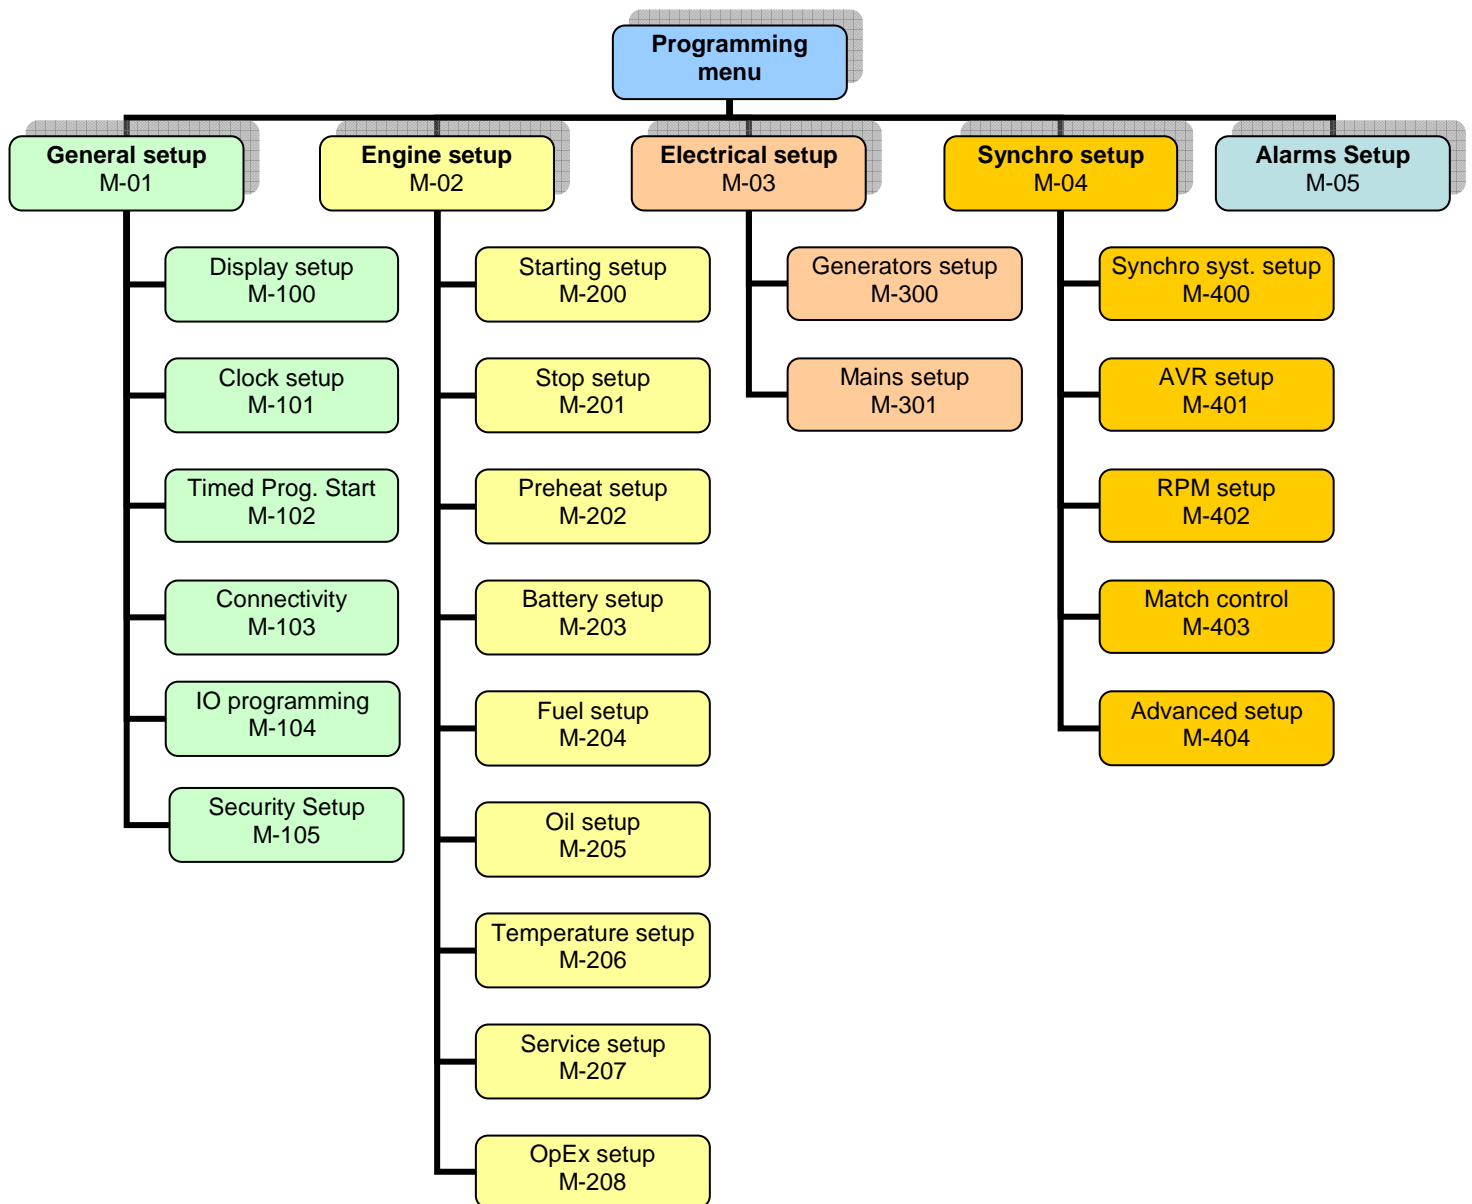 Programming
menu
General setup
M-01
Engine setup
M-02
Electrical setup
M-03
Synchro setup
M-04
Alarms Setup
M-05
Display setup
M-100
Clock setup
M-101
Timed Prog. Start
M-102
Connectivity
M-103
IO programming
M-104
Security Setup
M-105
Starting setup
M-200
Stop setup
M-201
Preheat setup
M-202
Battery setup
M-203
Fuel setup
M-204
Oil setup
M-205
Temperature setup
M-206
Service setup
M-207
OpEx setup
M-208
Generators setup
M-300
Mains setup
M-301
Synchro syst. setup
M-400
AVR setup
M-401
RPM setup
M-402
Match control
M-403
Advanced setup
M-404